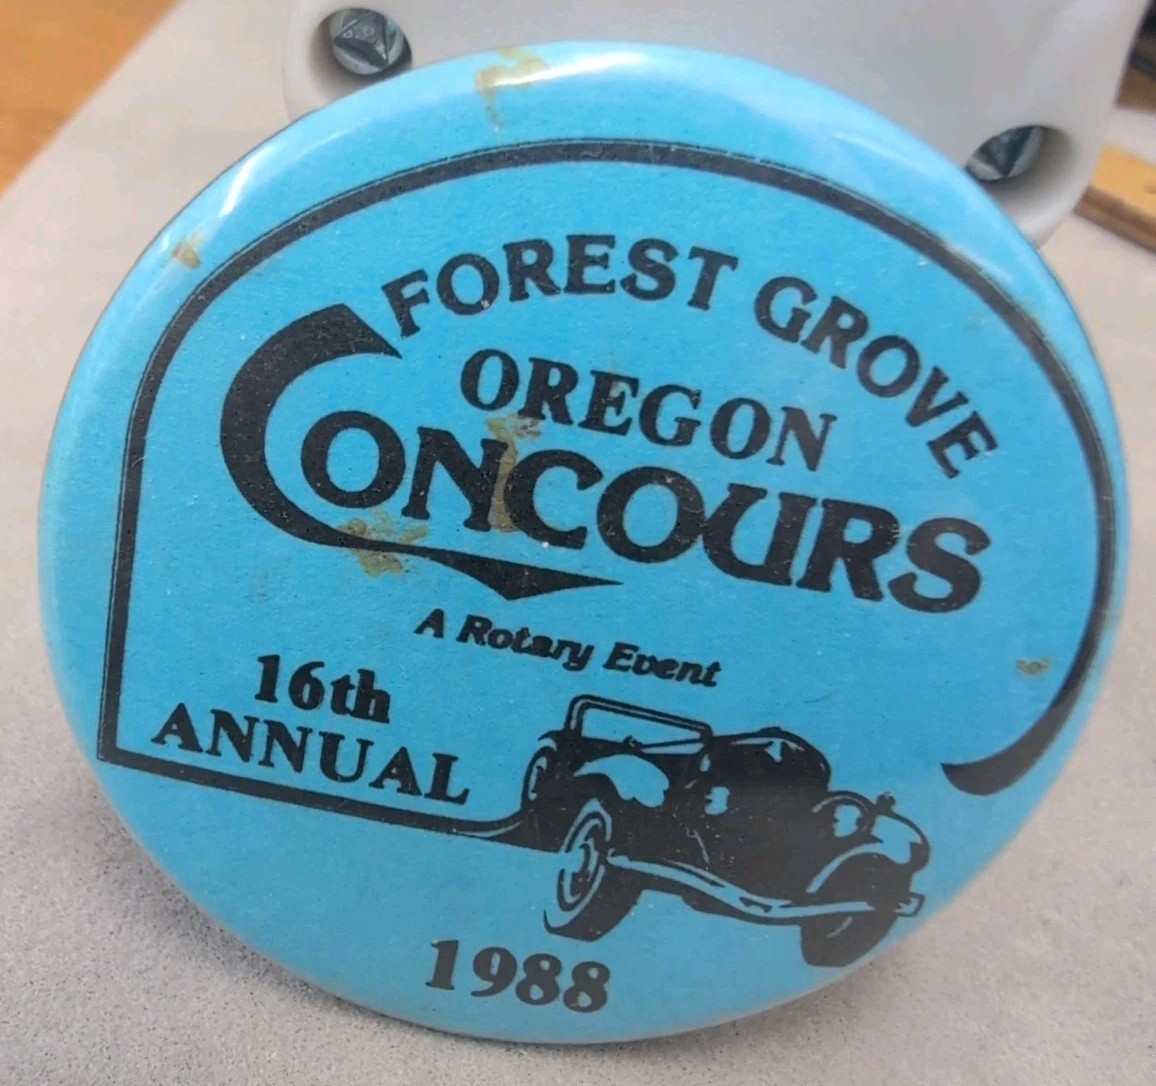 FOREST GROVE
OREGON
CONCOURS
A Rotary Event
16th
ANNUAL
1988